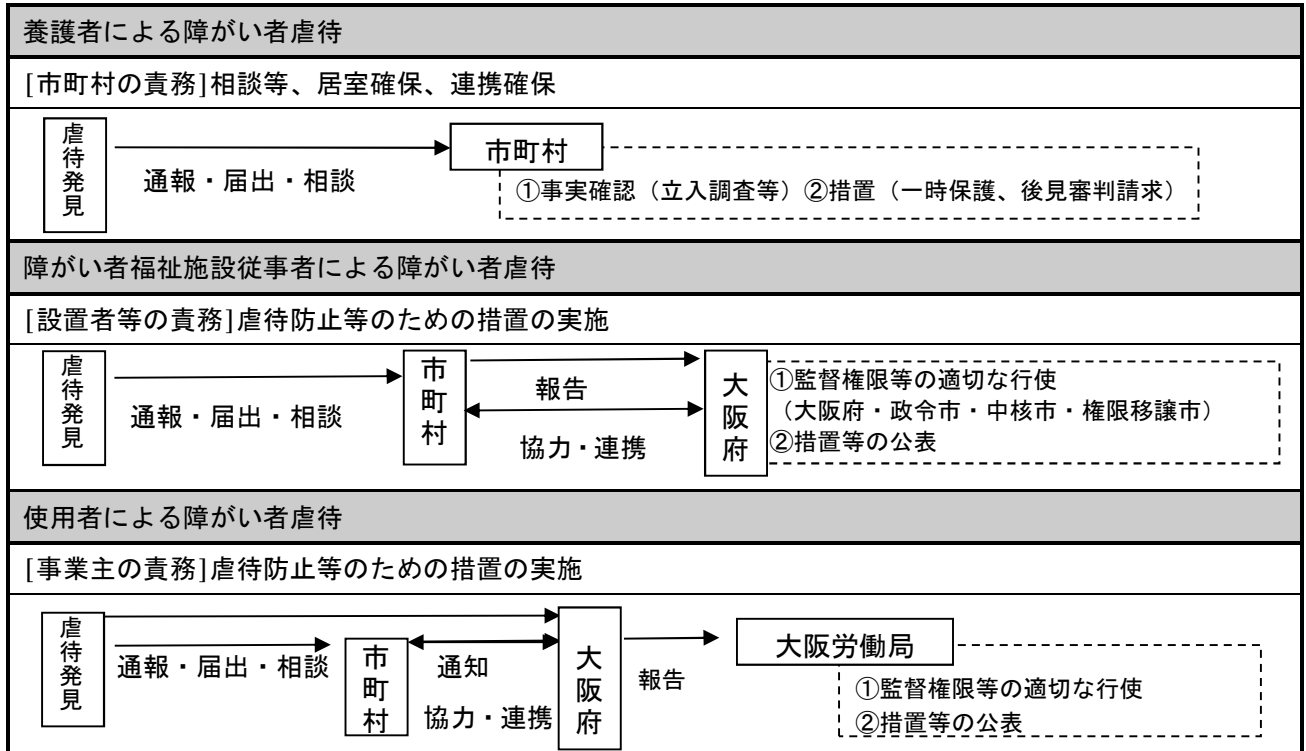 養護者による障がい者虐待
[市町村の責務]相談等、居室確保、連携確保
虐待発見
通報・届出・相談
市町村
①事実確認（立入調査等）②措置（一時保護、後見審判請求）
障がい者福祉施設従事者による障がい者虐待
[設置者等の責務]虐待防止等のための措置の実施
虐待発見
通報・届出・相談
市町村
報告
協力・連携
大阪府
①監督権限等の適切な行使
（大阪府・政令市・中核市・権限移譲市）
②措置等の公表
使用者による障がい者虐待
[事業主の責務]虐待防止等のための措置の実施
虐待発見
通報・届出・相談
市町村
通知
協力・連携
大阪府
報告
大阪労働局
①監督権限等の適切な行使
②措置等の公表